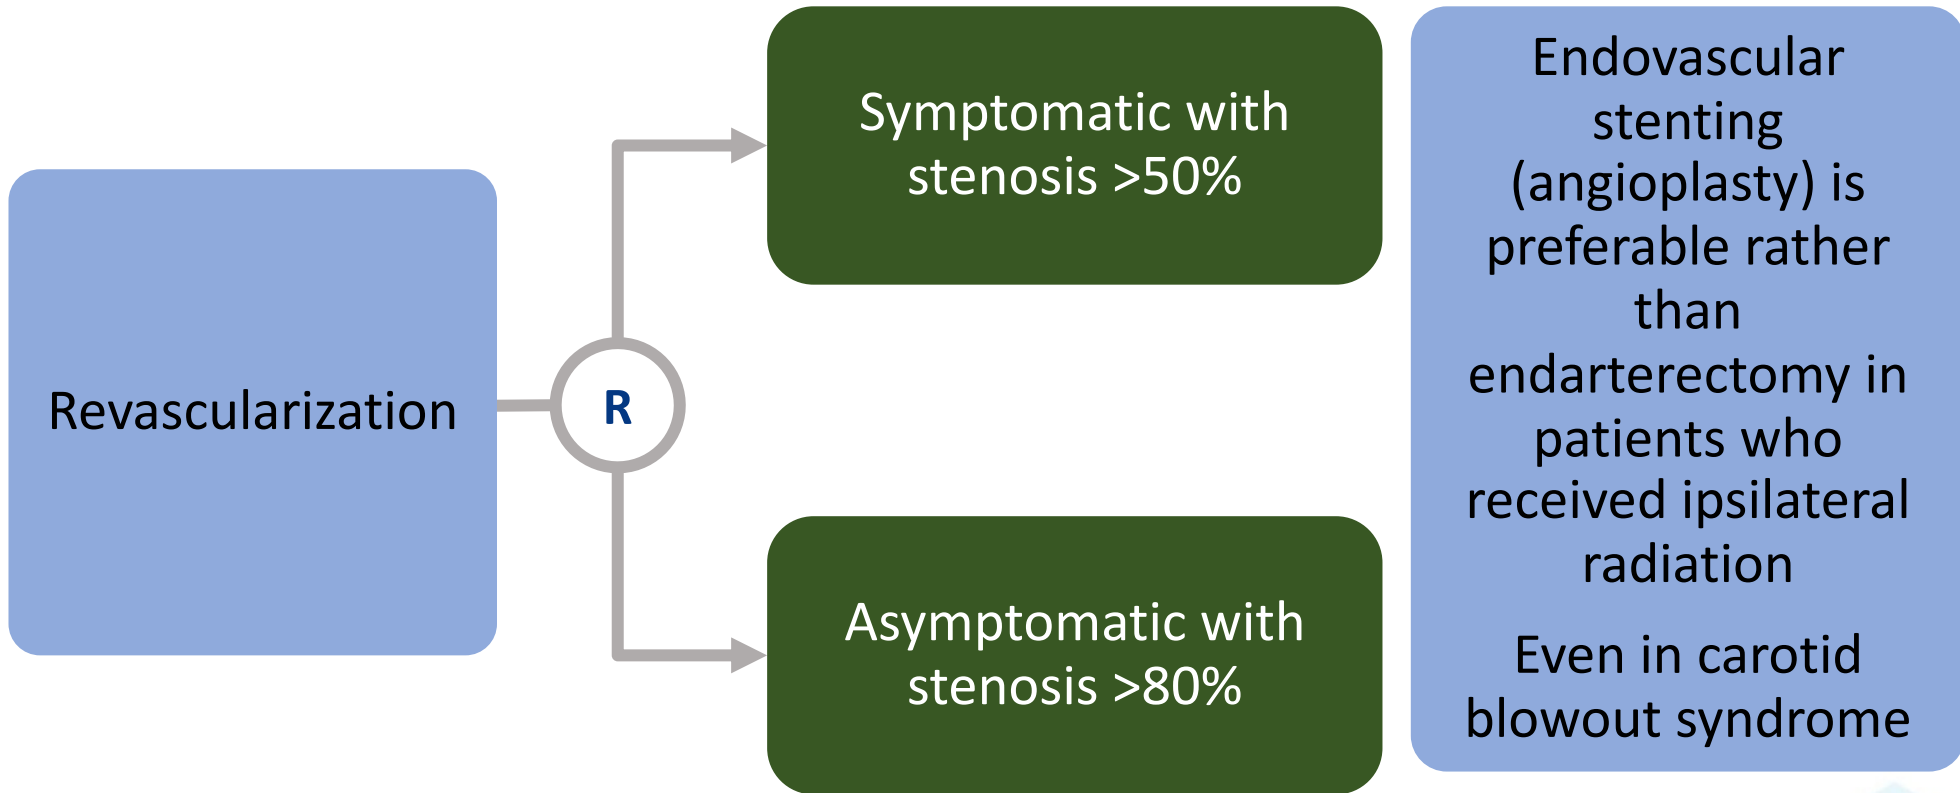 Revascularization
R
Symptomatic with
stenosis >50%
Asymptomatic with
stenosis >80%
Endovascular
stenting
(angioplasty) is
preferable rather
than
endarterectomy in
patients who
received ipsilateral
radiation
Even in carotid
blowout syndrome